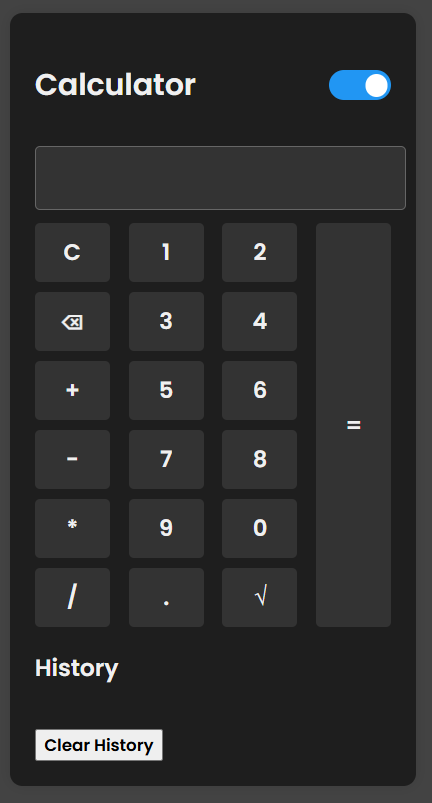 Calculator
C 1 2
⌫ 3 4
+ 5 6
=
- 7 8
* 9 0
/ . √
History
Clear History